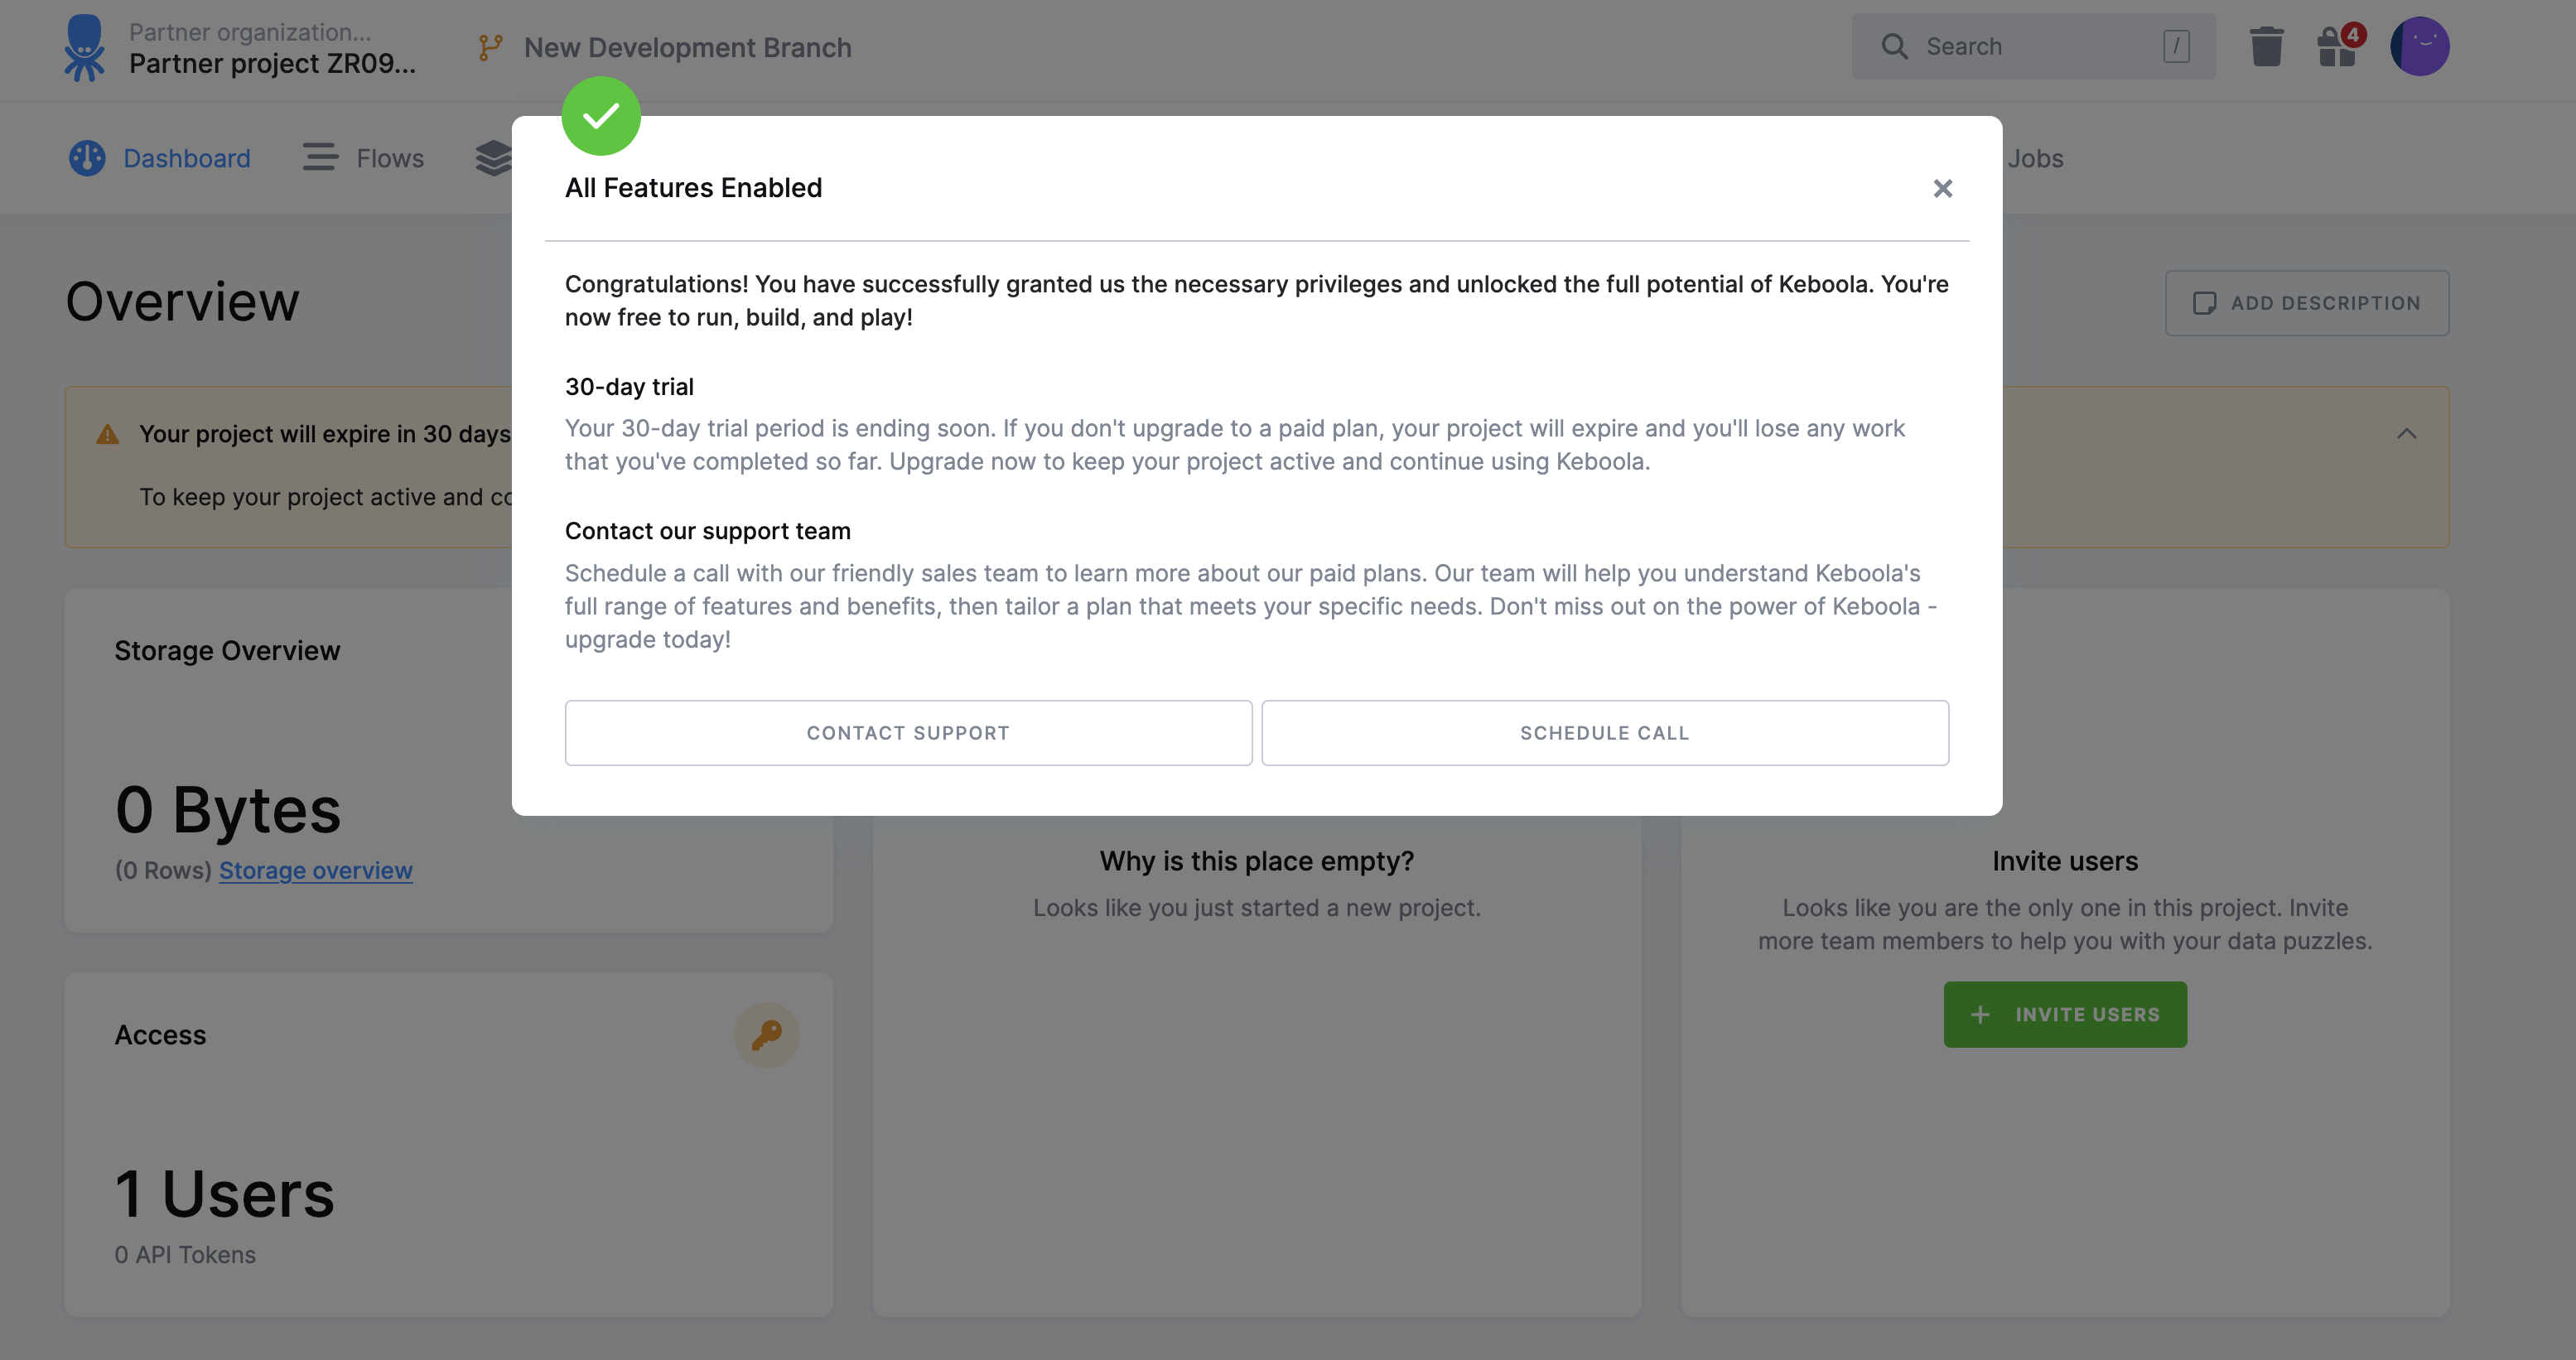 Partner organization...
Partner project ZR09...
New Development Branch
Search
/
4
Dashboard
Flows
Jobs
All Features Enabled
Overview
ADD DESCRIPTION
Congratulations! You have successfully granted us the necessary privileges and unlocked the full potential of Keboola. You're
now free to run, build, and play!
30-day trial
Your 30-day trial period is ending soon. If you don't upgrade to a paid plan, your project will expire and you'll lose any work
that you've completed so far. Upgrade now to keep your project active and continue using Keboola.
Contact our support team
Schedule a call with our friendly sales team to learn more about our paid plans. Our team will help you understand Keboola's
full range of features and benefits, then tailor a plan that meets your specific needs. Don't miss out on the power of Keboola -
upgrade today!
CONTACT SUPPORT
SCHEDULE CALL
Your project will expire in 30 days
To keep your project active and co
Storage Overview
0 Bytes
(0 Rows) Storage overview
Why is this place empty?
Looks like you just started a new project.
Invite users
Looks like you are the only one in this project. Invite
more team members to help you with your data puzzles.
INVITE USERS
Access
1 Users
0 API Tokens